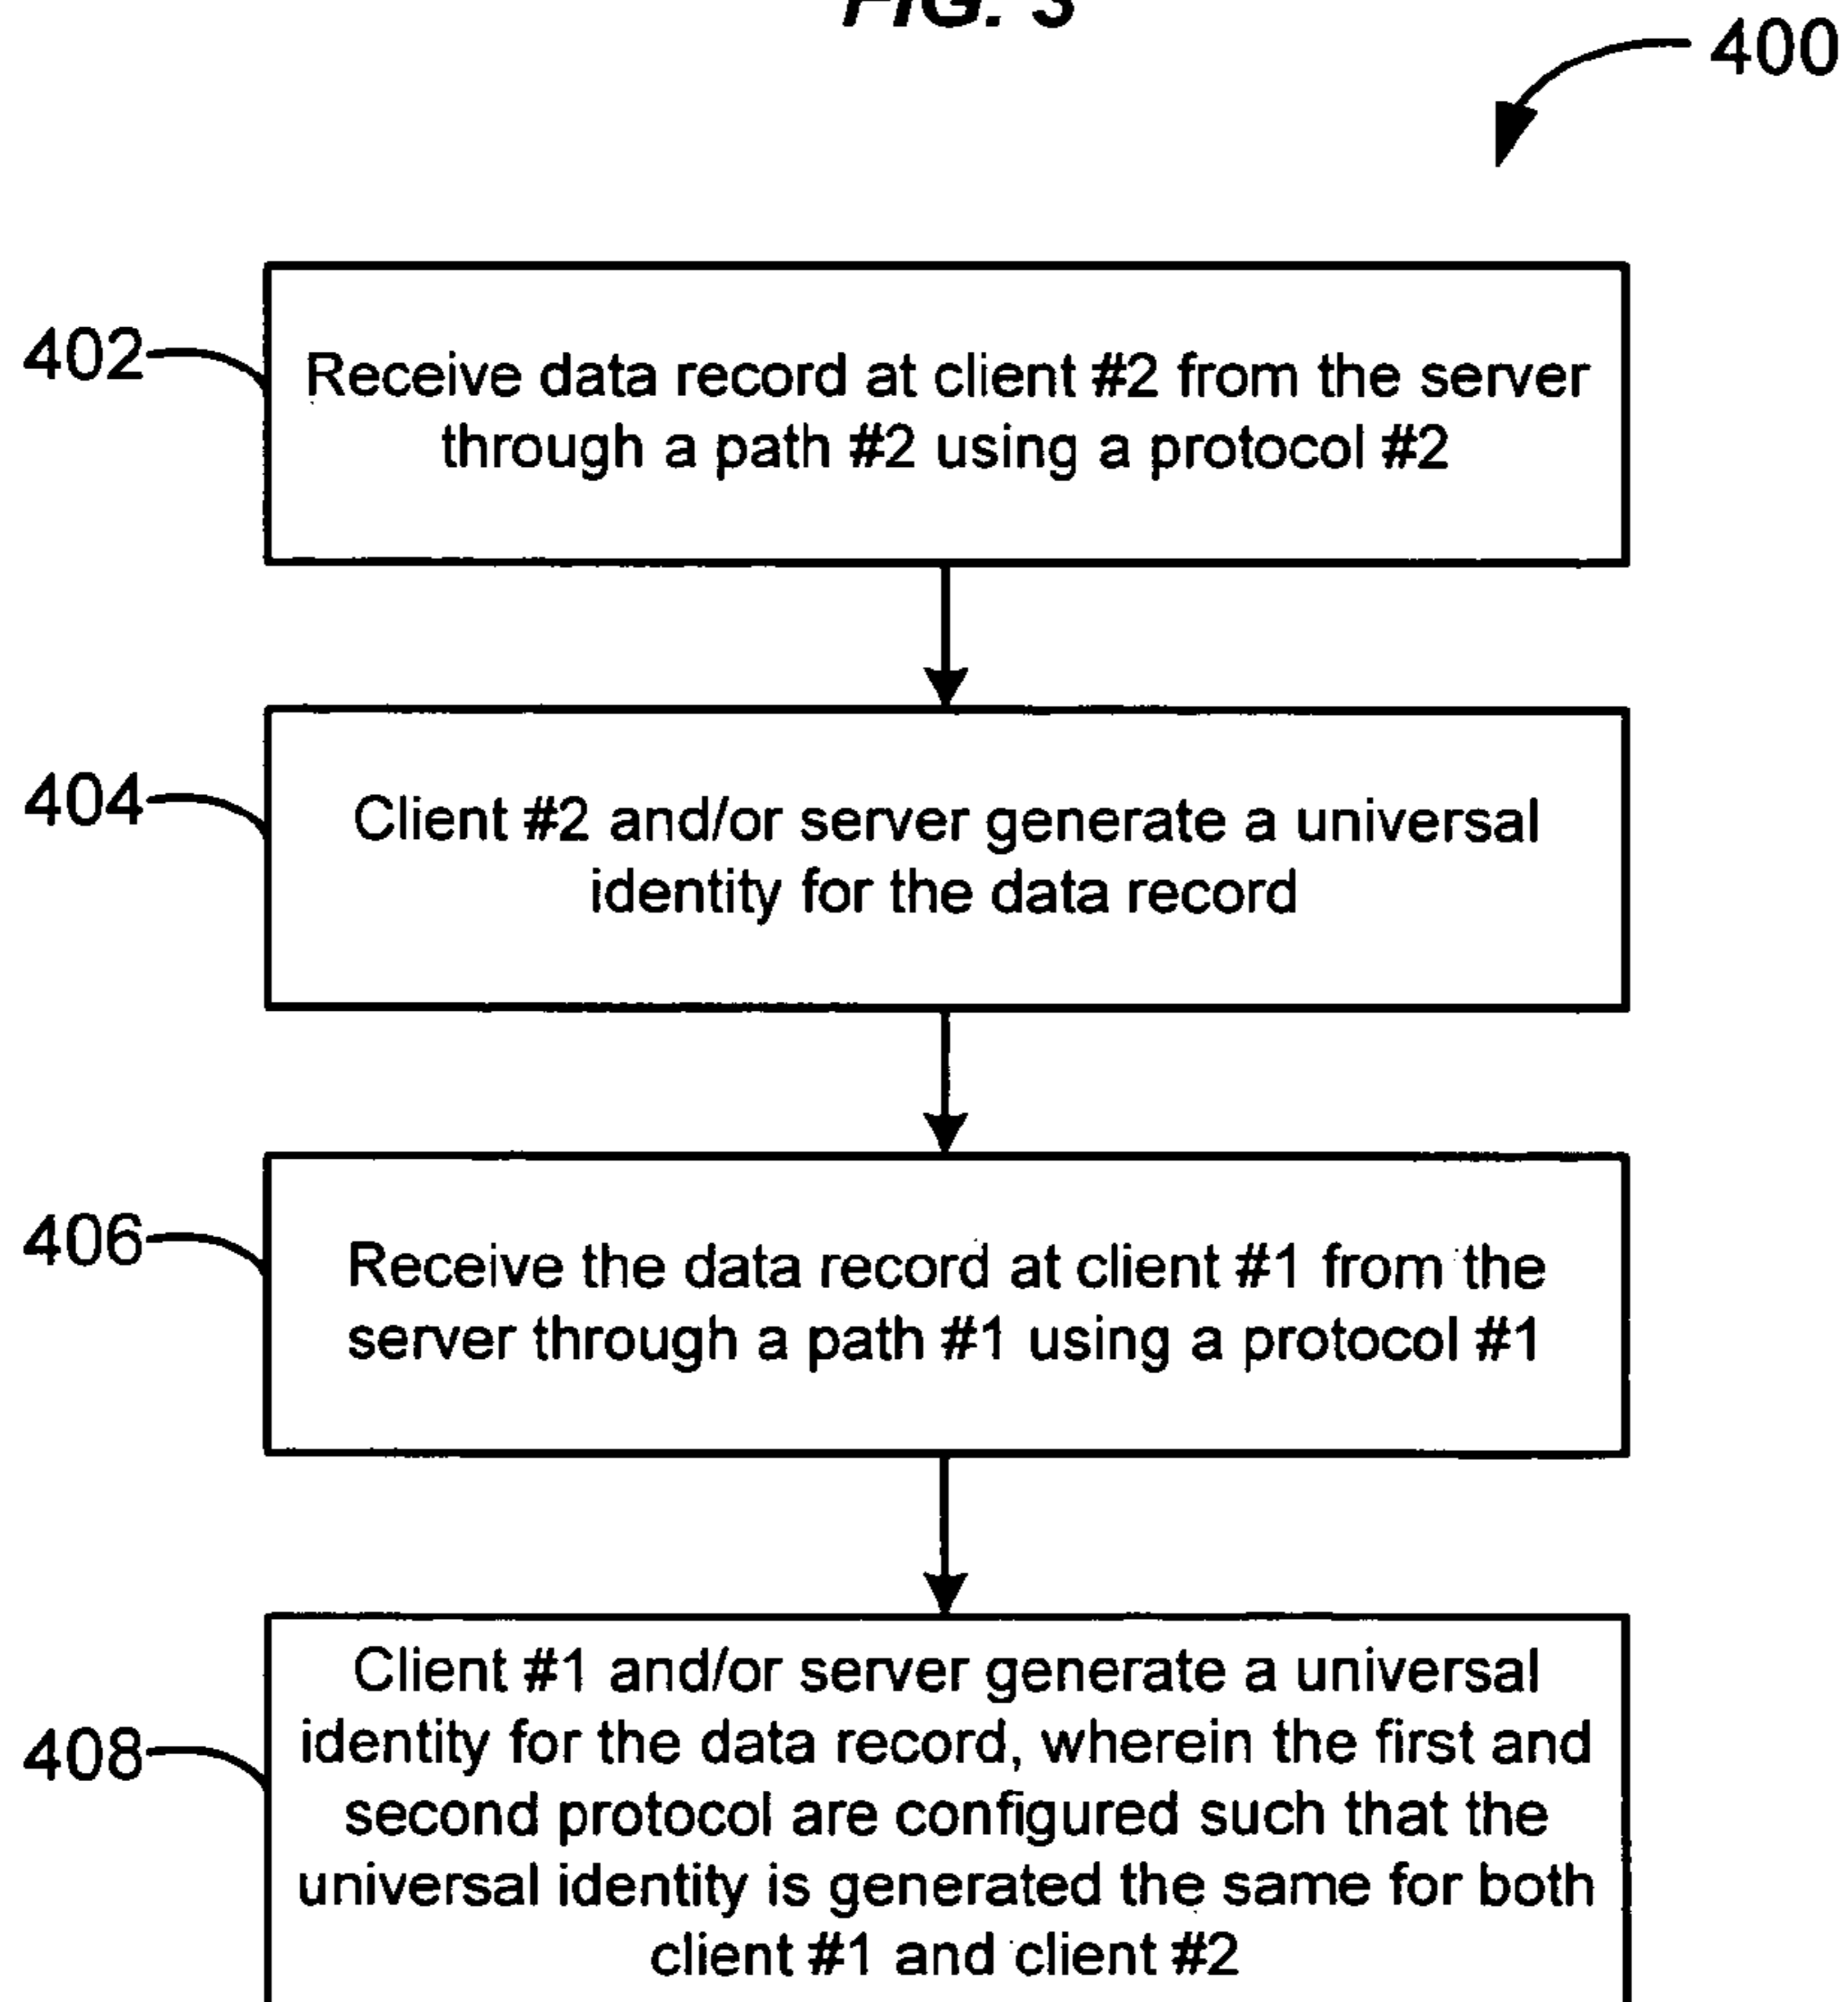 FIG. 3
400
402
Receive data record at client #2 from the server
through a path #2 using a protocol #2
404
Client #2 and/or server generate a universal
identity for the data record
406
Receive the data record at client #1 from the
server through a path #1 using a protocol #1
408
Client #1 and/or server generate a universal
identity for the data record, wherein the first and
second protocol are configured such that the
universal identity is generated the same for both
client #1 and client #2